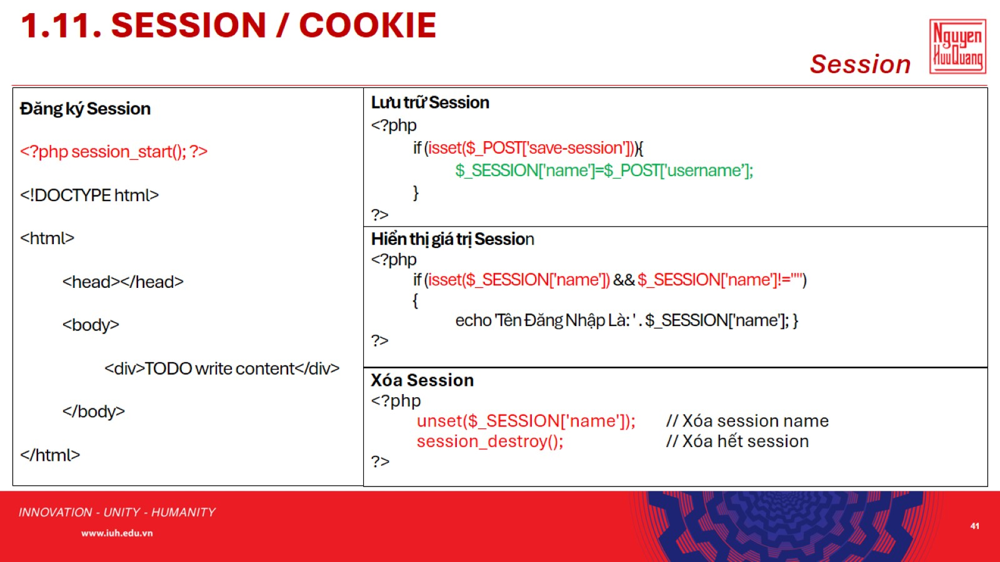 1.11. SESSION / COOKIE
Session
Nguyen
HuuQuang
Đăng ký Session
<?php session_start(); ?>
<!DOCTYPE html>
<html>
<head></head>
<body>
<div>TODO write content</div>
</body>
</html>
Lưu trữ Session
<?php
if (isset($_POST['save-session'])){
$_SESSION['name']=$_POST['username’];
}
?>
Hiển thị giá trị Session
<?php
if (isset($_SESSION['name']) && $_SESSION['name']!="")
{
echo 'Tên Đăng Nhập Là: ' . $_SESSION['name']; }
?>
Xóa Session
<?php
unset($_SESSION['name']); // Xóa session name
session_destroy(); // Xóa hết session
?>
INNOVATION - UNITY - HUMANITY
www.iuh.edu.vn
41